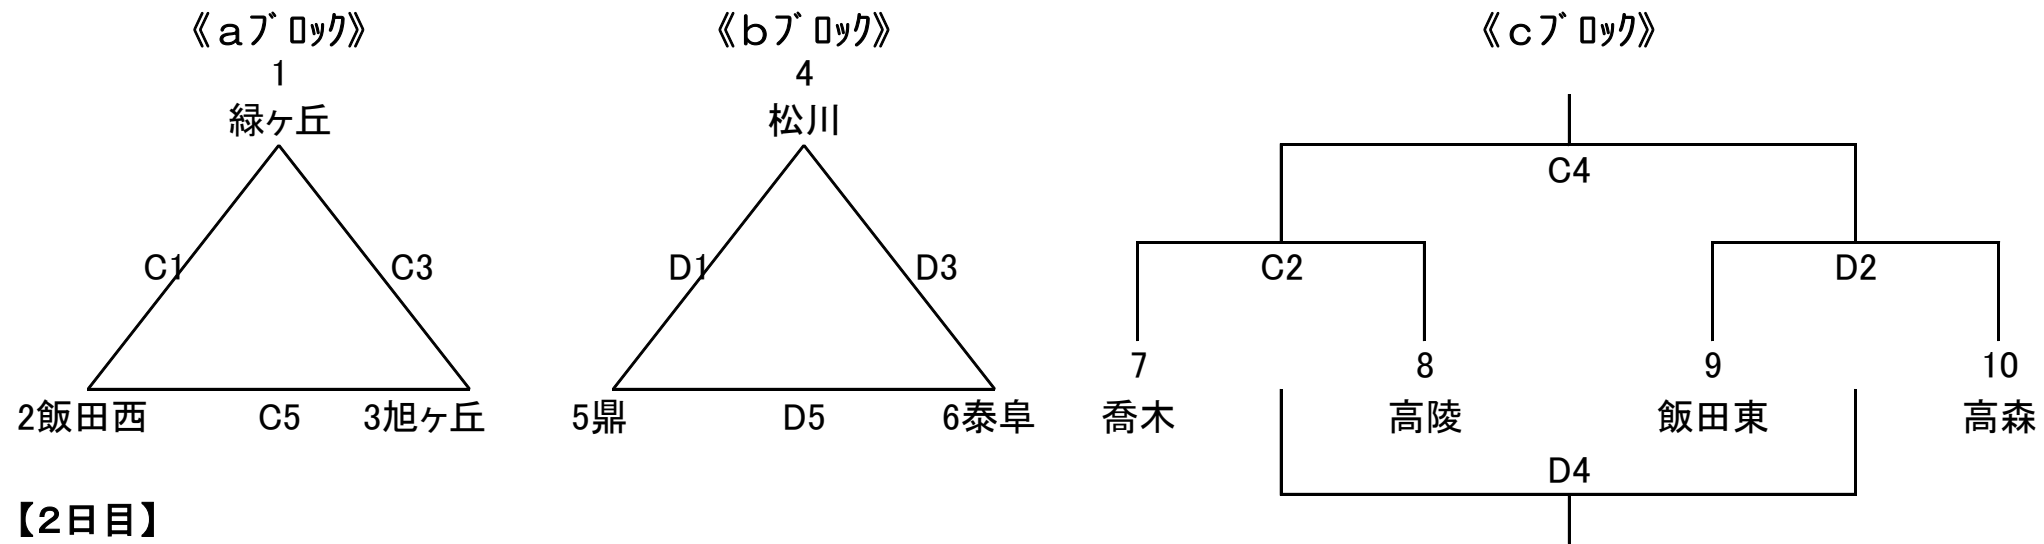 《ａﾌﾞﾛｯｸ》
1
緑ヶ丘
C1
C3
2飯田西
C5
3旭ヶ丘
《ｂﾌﾞﾛｯｸ》
4
松川
D1
D3
5鼎
D5
6泰阜
《ｃﾌﾞﾛｯｸ》
C4
C2
D2
7
8
9
10
喬木
高陵
飯田東
高森
D4
【２日目】